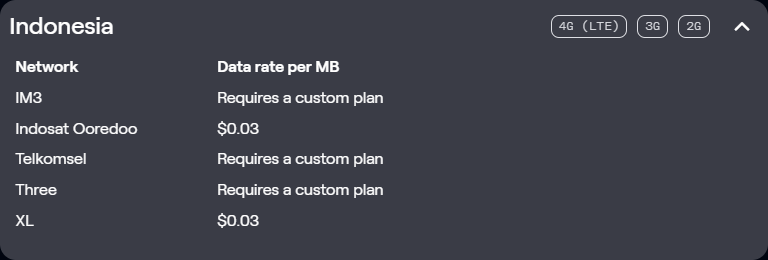 Indonesia 4G (LTE) 3G 2G
Network Data rate per MB
IM3 Requires a custom plan
Indosat Ooredoo $0.03
Telkomsel Requires a custom plan
Three Requires a custom plan
XL $0.03